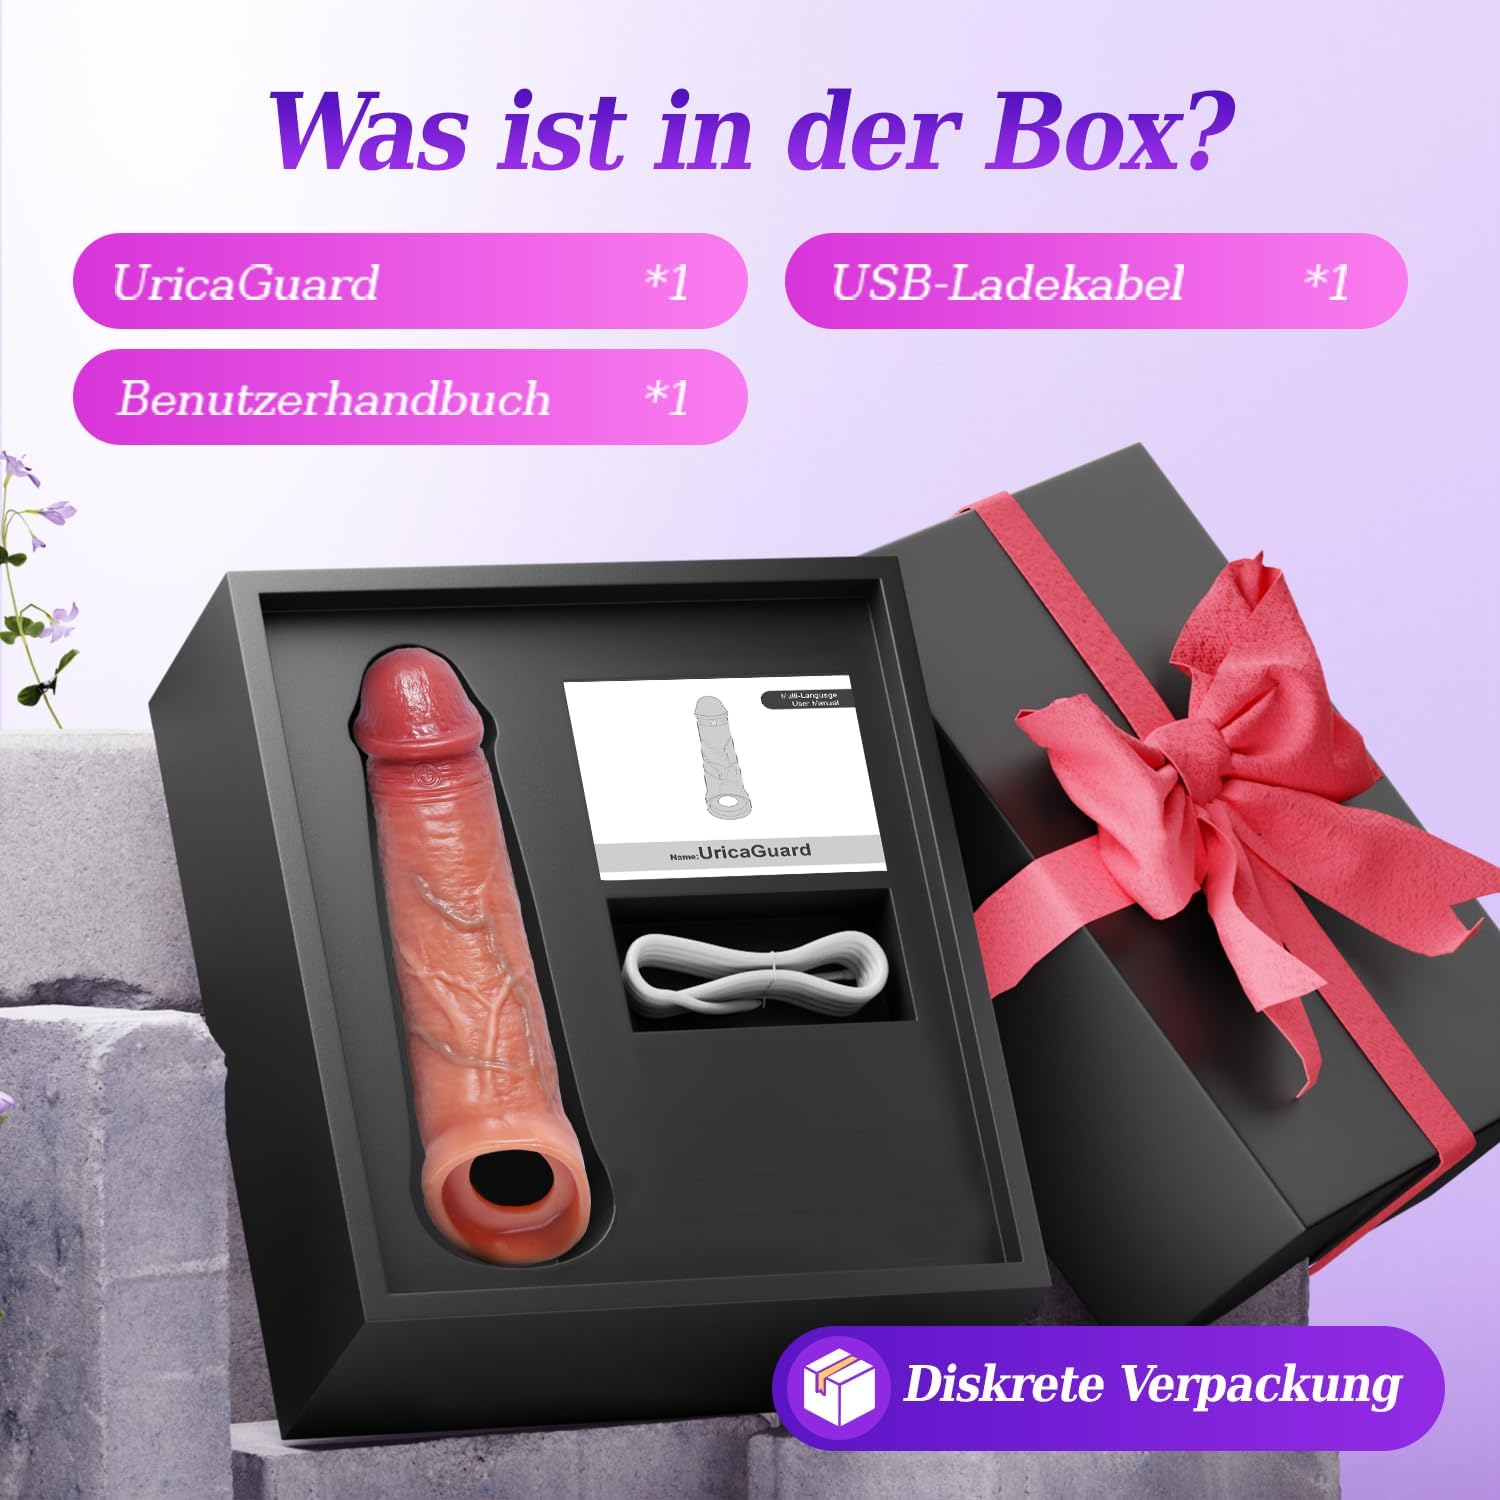 Was ist in der Box?
UricaGuard *1
USB-Ladekabel *1
Benutzerhandbuch *1
Multi-Language
User Manual
Name:UricaGuard
Diskrete Verpackung